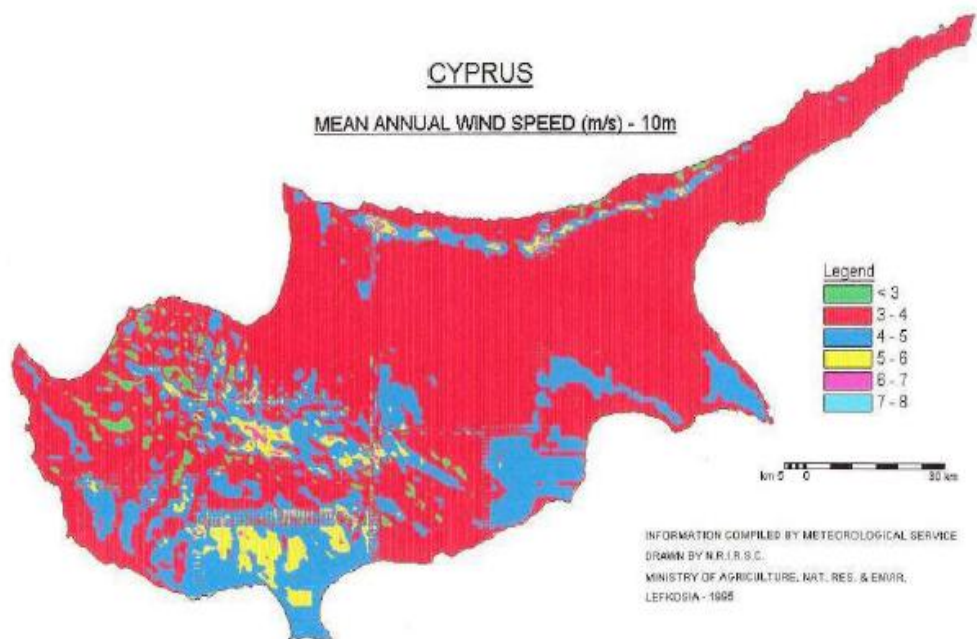 CYPRUS
MEAN ANNUAL WIND SPEED (m/s) - 10m
Legend
< 3
3 - 4
4 - 5
5 - 6
6 - 7
7 - 8
km 5 0 30 km
INFORMATION COMPILED BY METEOROLOGICAL SERVICE
DRAWN BY N.R.I.R.S.C.
MINISTRY OF AGRICULTURE, NAT. RES. & ENVIR.
LEFKOSIA - 1995